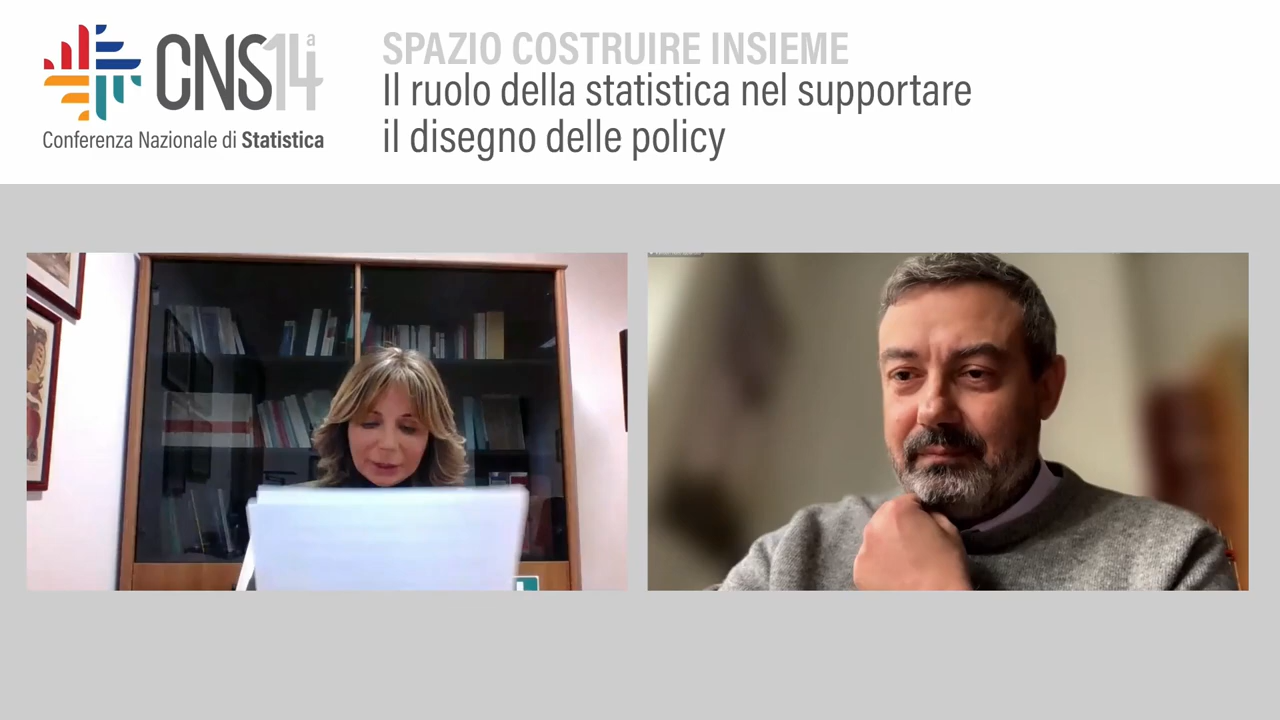 CNS14ª
Conferenza Nazionale di Statistica
SPAZIO COSTRUIRE INSIEME
Il ruolo della statistica nel supportare
il disegno delle policy